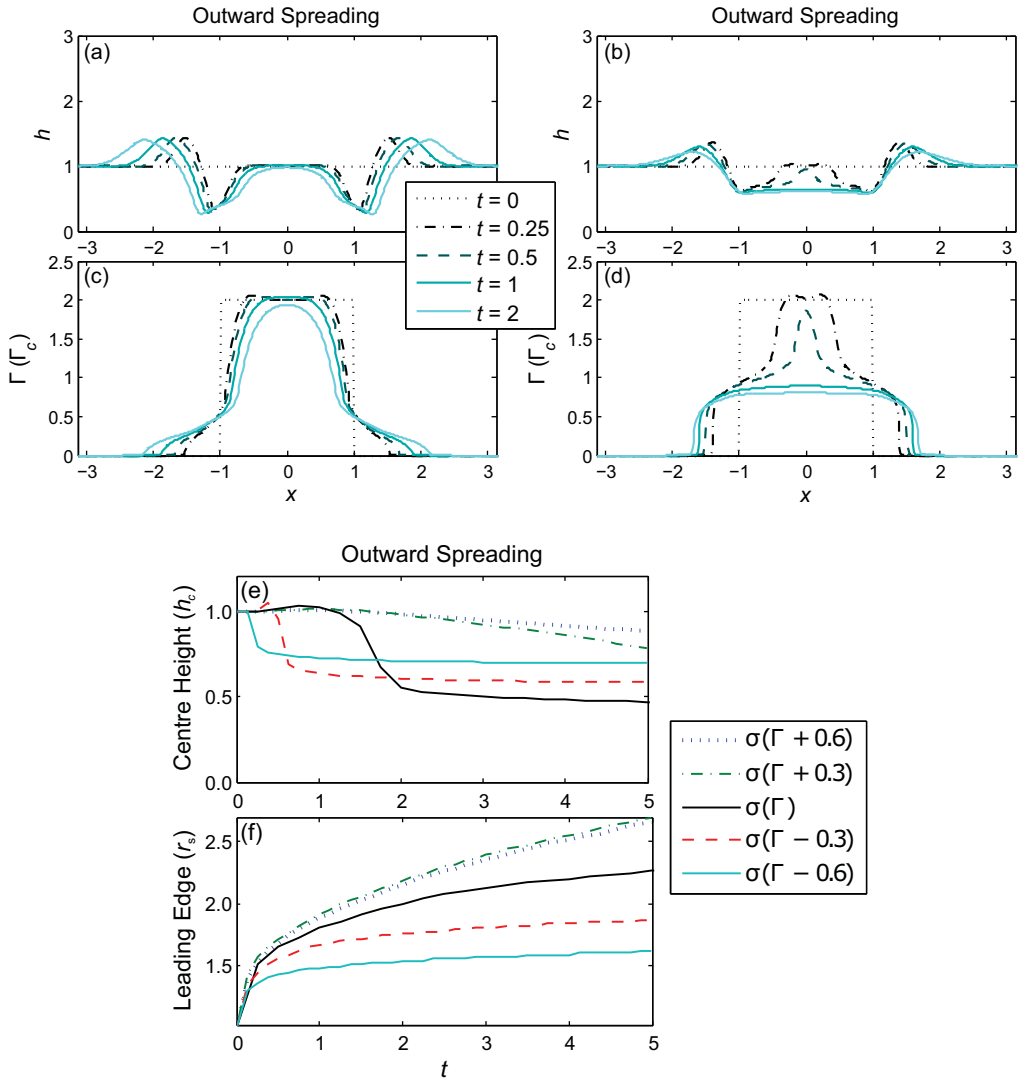 Outward Spreading
Outward Spreading
(a)
3
2
1
0
h
−3 −2 −1 0 1 2 3
(b)
3
2
1
0
h
−3 −2 −1 0 1 2 3
t = 0
t = 0.25
t = 0.5
t = 1
t = 2
(c)
2.5
2
1.5
1
0.5
0
Γ (Γc)
−3 −2 −1 0 1 2 3
x
(d)
2.5
2
1.5
1
0.5
0
Γ (Γc)
−3 −2 −1 0 1 2 3
x
Outward Spreading
(e)
1.0
0.5
0.0
Centre Height (hc)
0 1 2 3 4 5
(f)
2.5
2.0
1.5
Leading Edge (rs)
0 1 2 3 4 5
t
σ(Γ + 0.6)
σ(Γ + 0.3)
σ(Γ)
σ(Γ − 0.3)
σ(Γ − 0.6)